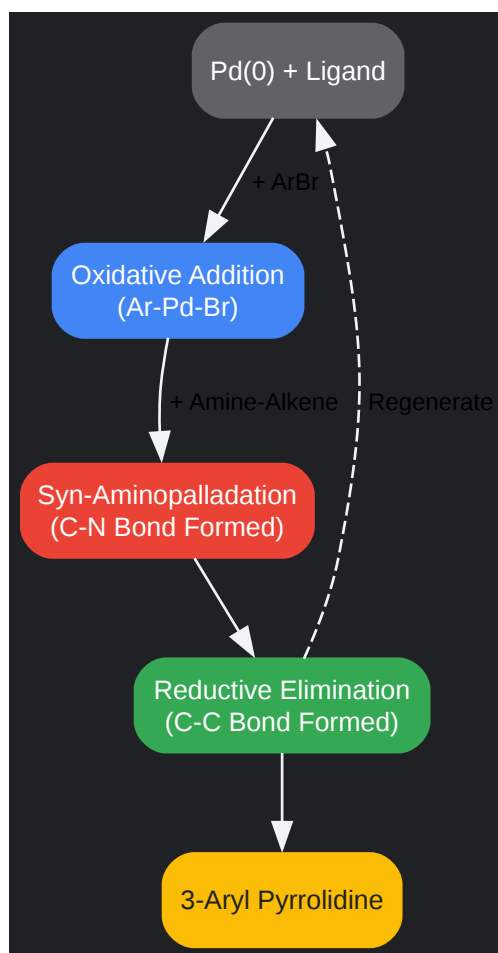 Pd(0) + Ligand
+ ArBr
Oxidative Addition
(Ar-Pd-Br)
+ Amine-Alkene
Regenerate
Syn-Aminopalladation
(C-N Bond Formed)
Reductive Elimination
(C-C Bond Formed)
3-Aryl Pyrrolidine